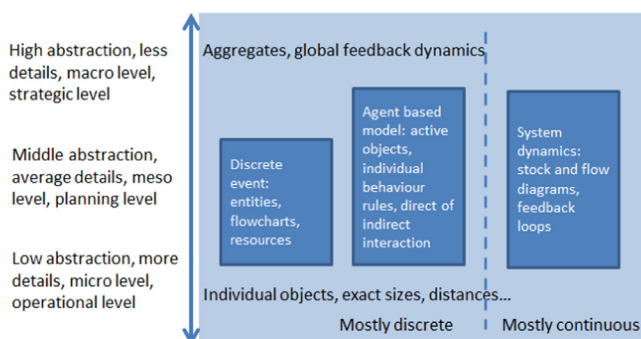 High abstraction, less
details, macro level,
strategic level
Middle abstraction,
average details, meso
level, planning level
Low abstraction, more
details, micro level,
operational level
Aggregates, global feedback dynamics
Discrete
event:
entities,
flowcharts,
resources
Agent based
model: active
objects,
individual
behaviour
rules, direct of
indirect
interaction
System
dynamics:
stock and flow
diagrams,
feedback
loops
Individual objects, exact sizes, distances...
Mostly discrete
Mostly continuous